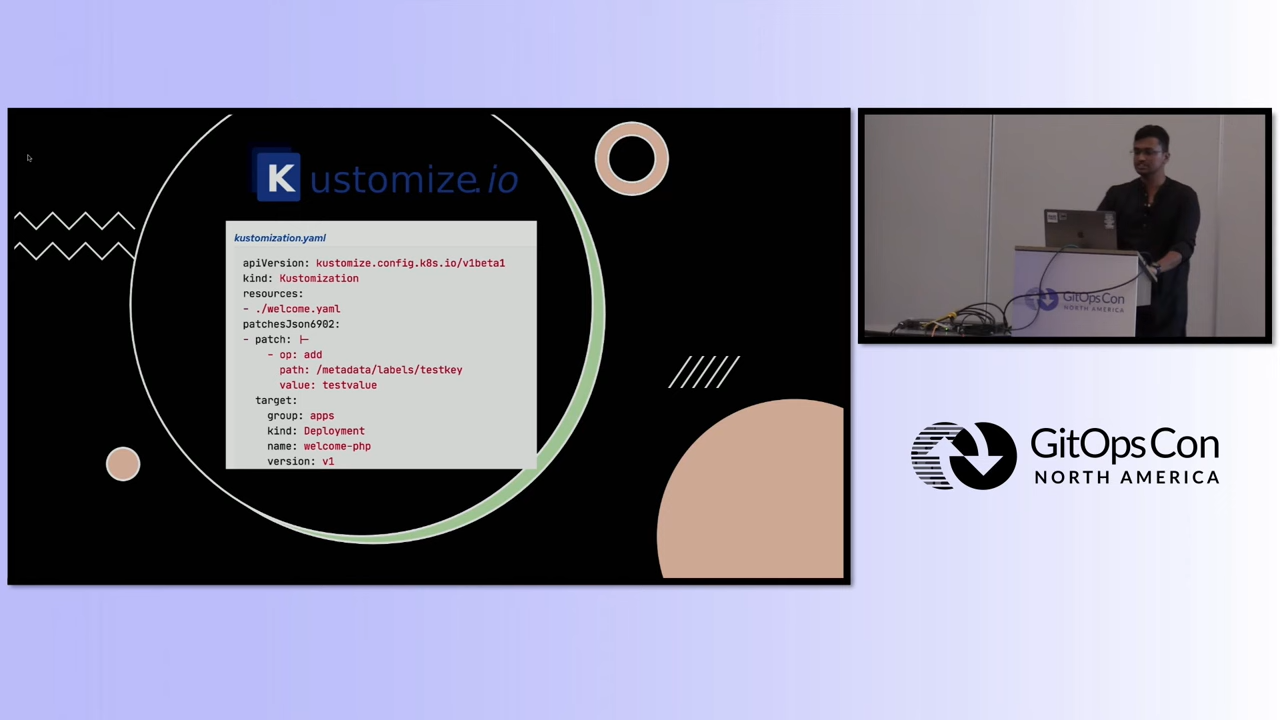 Kustomize.io
kustomization.yaml
apiVersion: kustomize.config.k8s.io/v1beta1
kind: Kustomization
resources:
- ./welcome.yaml
patchesJson6902:
- patch: |-
- op: add
path: /metadata/labels/testkey
value: testvalue
target:
group: apps
kind: Deployment
name: welcome-php
version: v1
GitOpsCon
NORTH AMERICA
GitOpsCon
NORTH AMERICA